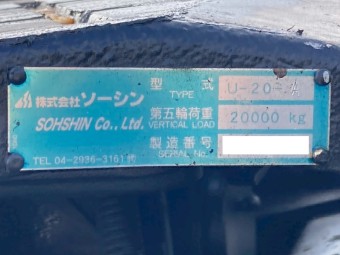 株式会社 ソーシン
SOHSHIN Co., Ltd.
TEL 04-2936-3161㈹
型 式 U-20-
TYPE
第五輪荷重 20000 kg
VERTICAL LOAD
製造番号
SERIAL No.